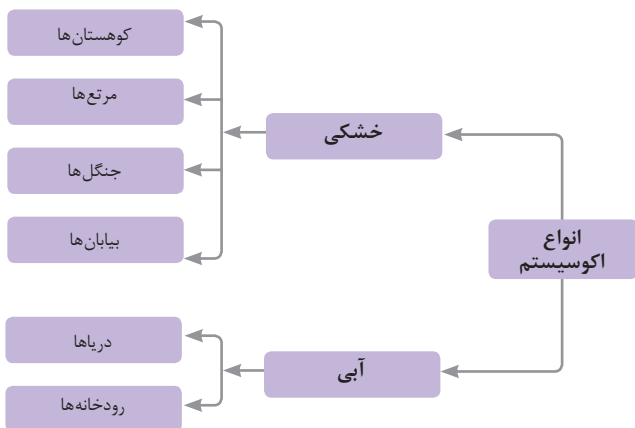 انواع
اکوسیستم
خشکی
کوهستان‌ها
مرتع‌ها
جنگل‌ها
بیابان‌ها
آبی
دریاها
رودخانه‌ها